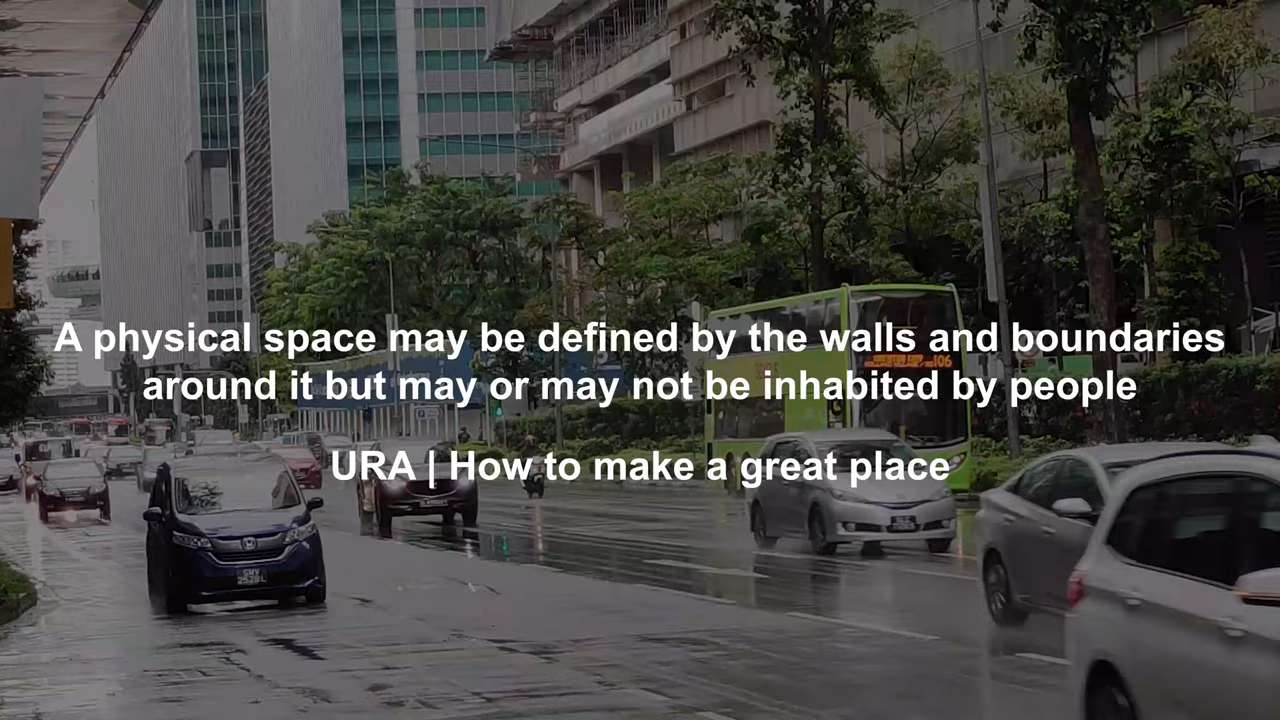 A physical space may be defined by the walls and boundaries
around it but may or may not be inhabited by people
URA | How to make a great place
106